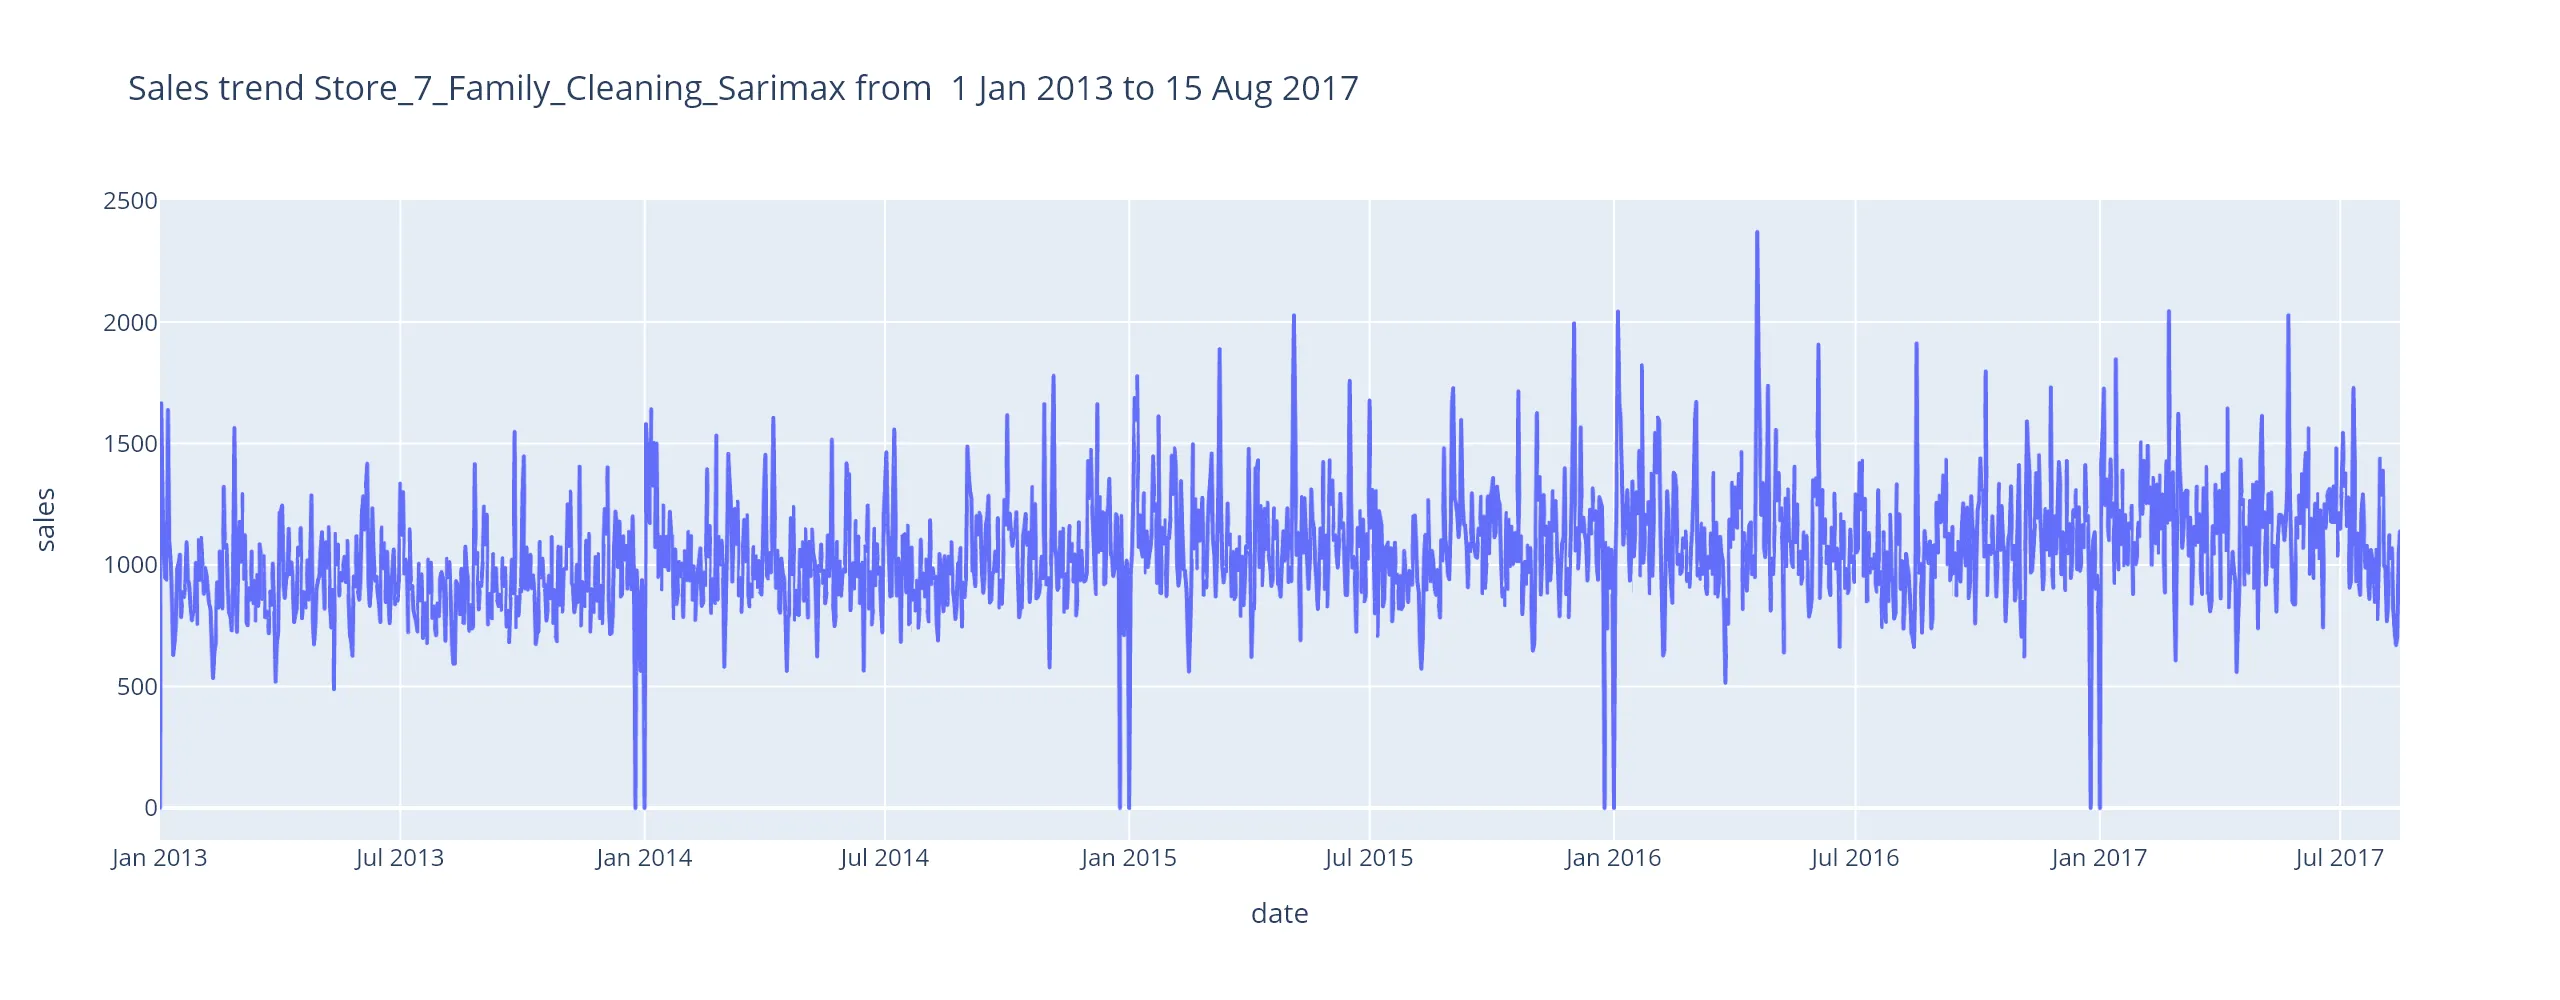 Sales trend Store_7_Family_Cleaning_Sarimax from  1 Jan 2013 to 15 Aug 2017
2500
2000
1500
1000
500
0
sales
Jan 2013 Jul 2013 Jan 2014 Jul 2014 Jan 2015 Jul 2015 Jan 2016 Jul 2016 Jan 2017 Jul 2017
date